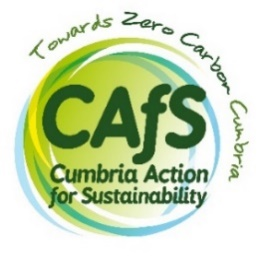 Towards Zero Carbon Cumbria
CAfS
Cumbria Action
for Sustainability